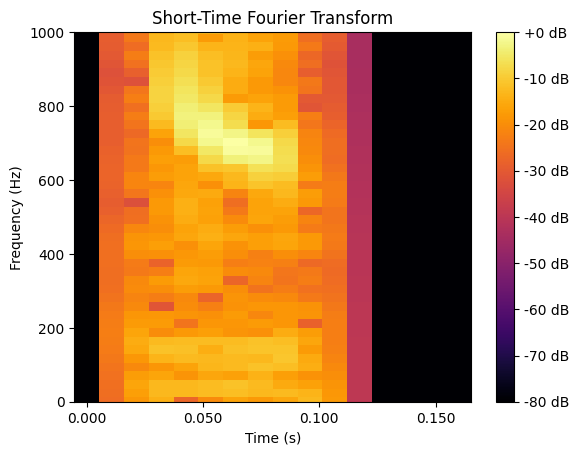 Short-Time Fourier Transform
Frequency (Hz)
1000
800
600
400
200
0
0.000
0.050
0.100
0.150
Time (s)
+0 dB
-10 dB
-20 dB
-30 dB
-40 dB
-50 dB
-60 dB
-70 dB
-80 dB